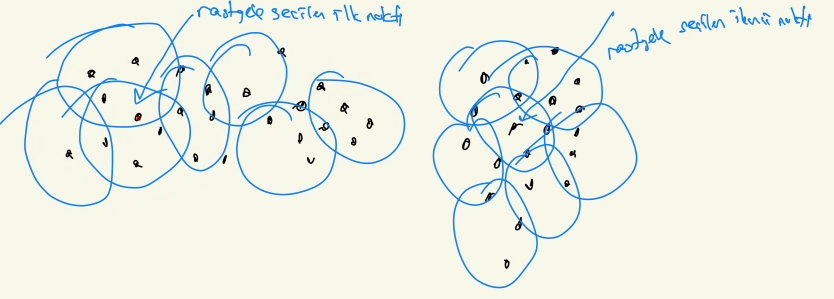 rastgele seçilen ilk nokta
rastgele seçilen ikinci nokta